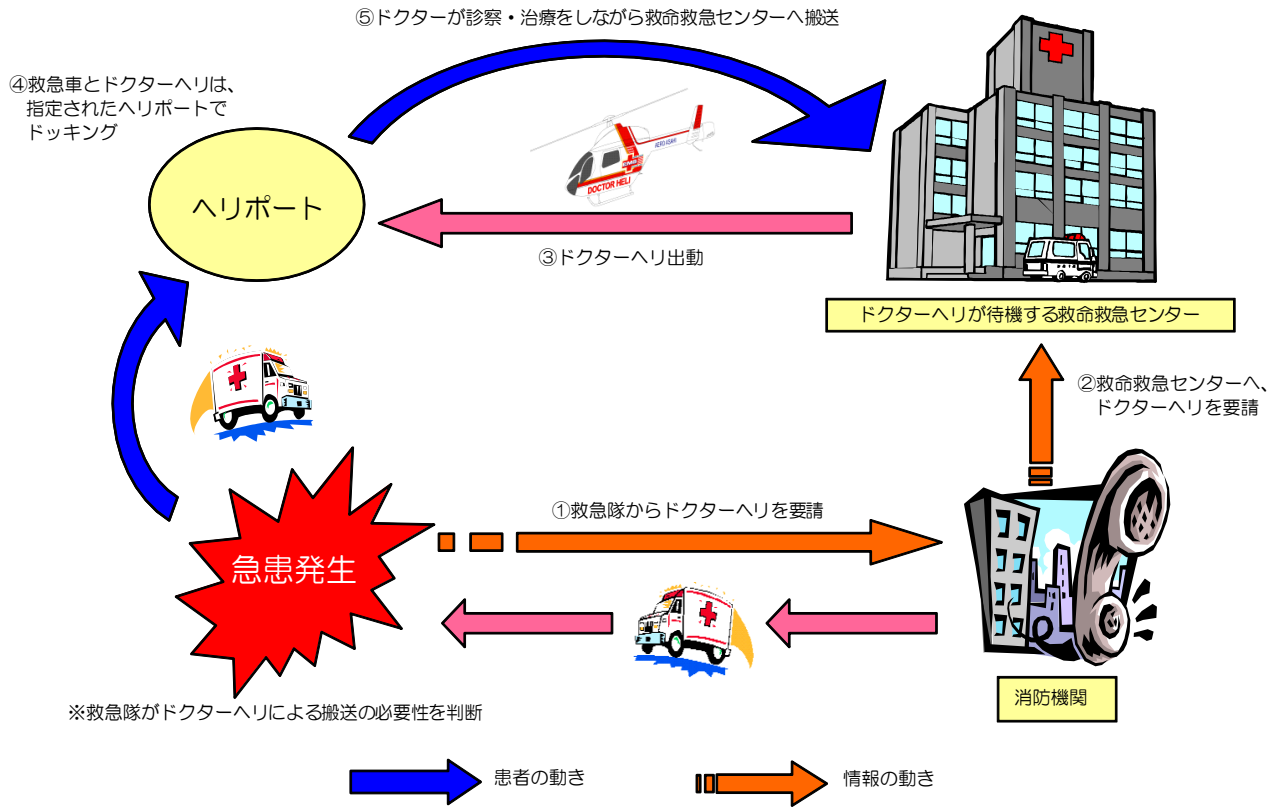 ⑤ドクターが診察・治療をしながら救命救急センターへ搬送
④救急車とドクターヘリは、
指定されたヘリポートで
ドッキング
ヘリポート
DOCTOR HELI
③ドクターヘリ出動
ドクターヘリが待機する救命救急センター
②救命救急センターへ、
ドクターヘリを要請
①救急隊からドクターヘリを要請
急患発生
消防機関
※救急隊がドクターヘリによる搬送の必要性を判断
患者の動き
情報の動き